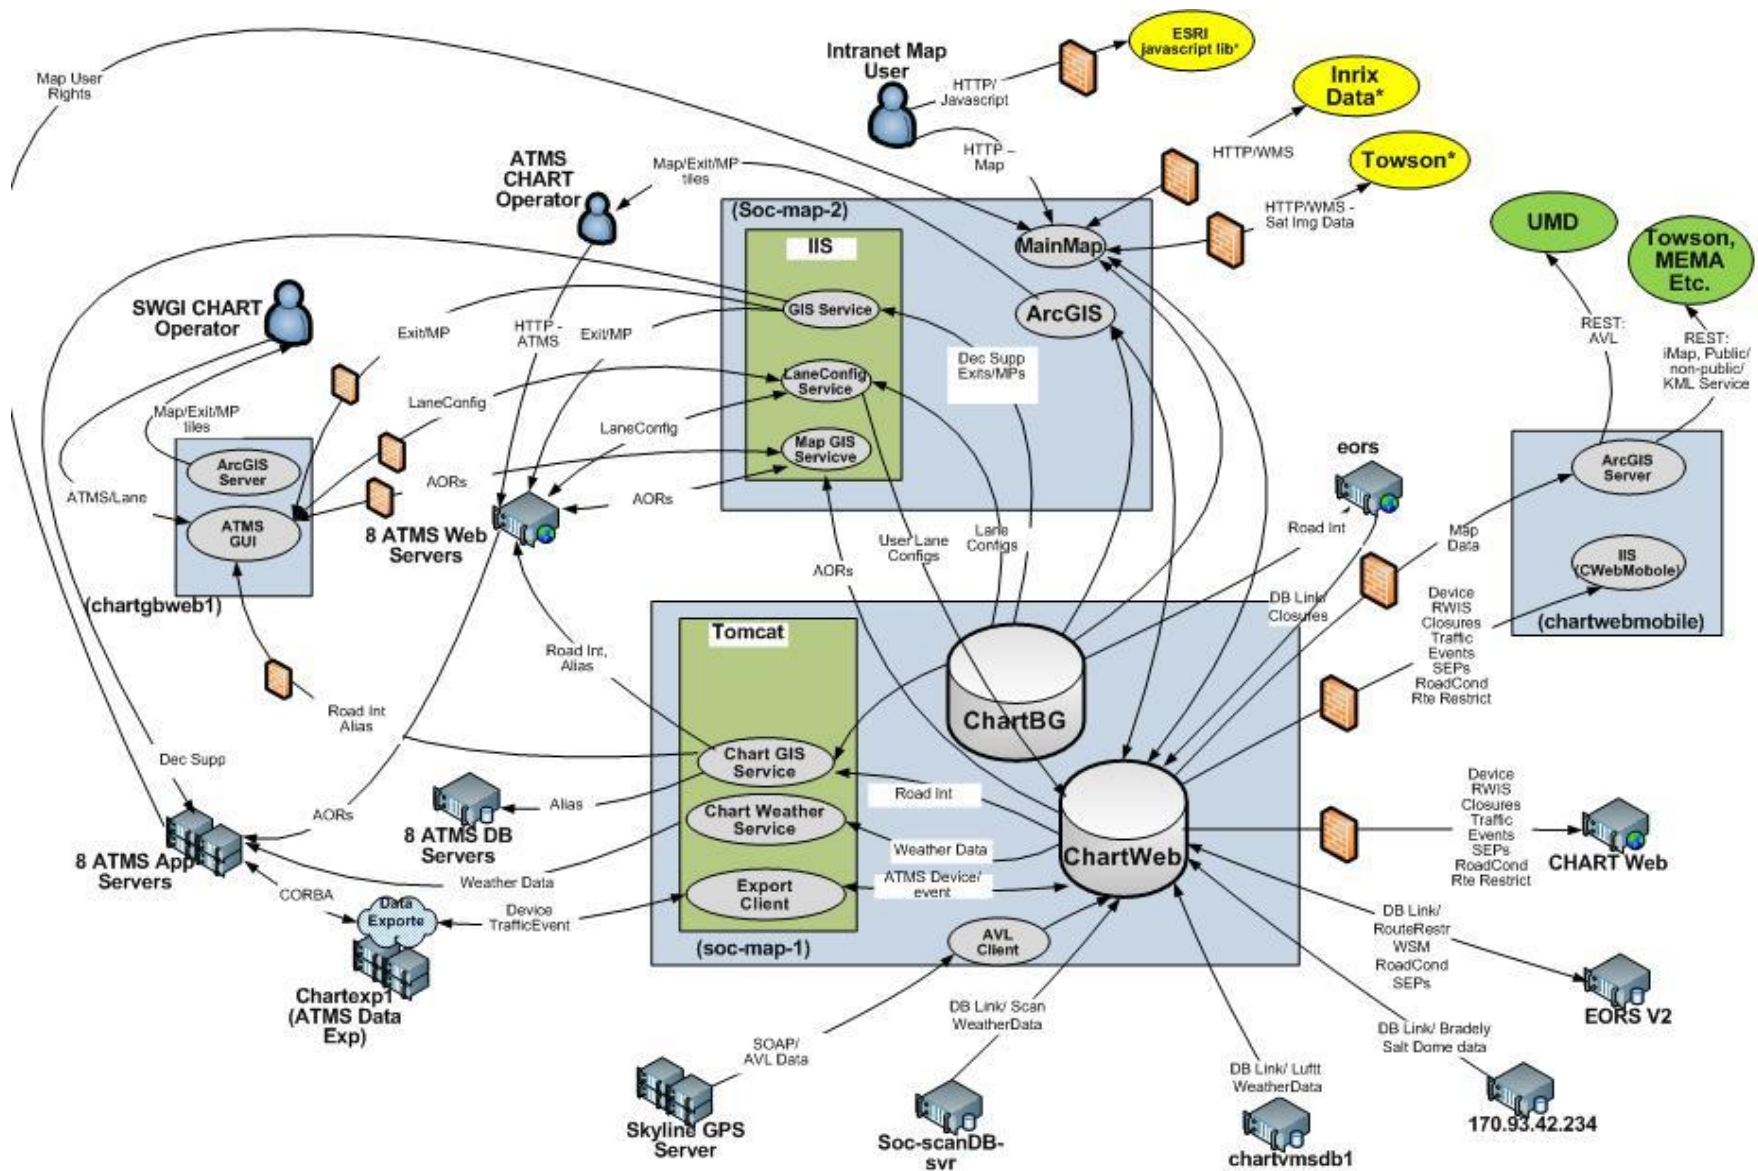 Map User
Rights
Intranet Map
User
ESRI
javascript lib*
HTTP/
Javascript
Inrix
Data*
HTTP/WMS
HTTP –
Map
Towson*
HTTP/WMS -
Sat Img Data
ATMS
CHART
Operator
Map/Exit/MP
tiles
(Soc-map-2)
IIS
MainMap
GIS Service
ArcGIS
LaneConfig
Service
Map GIS
Servicve
Dec Supp
Exits/MPs
UMD
Towson,
MEMA
Etc.
REST:
AVL
REST:
iMap, Public/
non-public/
KML Service
SWGI CHART
Operator
Exit/MP
HTTP -
ATMS
Exit/MP
LaneConfig
LaneConfig
Map/Exit/MP
tiles
ArcGIS
Server
ATMS/Lane
ATMS
GUI
(chartgbweb1)
AORs
AORs
8 ATMS Web
Servers
eors
Road Int
Map
Data
ArcGIS
Server
IIS
(CWebMobole)
(chartwebmobile)
User Lane
Configs
Lane
Configs
AORs
DB Link/
Closures
Device
RWIS
Closures
Traffic
Events
SEPs
RoadCond
Rte Restrict
Tomcat
Road Int,
Alias
Road Int
Alias
ChartBG
Chart GIS
Service
Dec Supp
Alias
Road Int
Chart Weather
Service
8 ATMS DB
Servers
AORs
8 ATMS App
Servers
Weather Data
Weather Data
ChartWeb
ATMS Device/
event
Export
Client
CORBA
Data
Exporte
Device
TrafficEvent
AVL
Client
(soc-map-1)
Device
RWIS
Closures
Traffic
Events
SEPs
RoadCond
Rte Restrict
CHART Web
DB Link/
RouteRestr
WSM
RoadCond
SEPs
EORS V2
Chartexp1
(ATMS Data
Exp)
SOAP/
AVL Data
DB Link/ Scan
WeatherData
DB Link/ Luftt
WeatherData
DB Link/ Bradely
Salt Dome data
Skyline GPS
Server
Soc-scanDB-
svr
chartvmsdb1
170.93.42.234